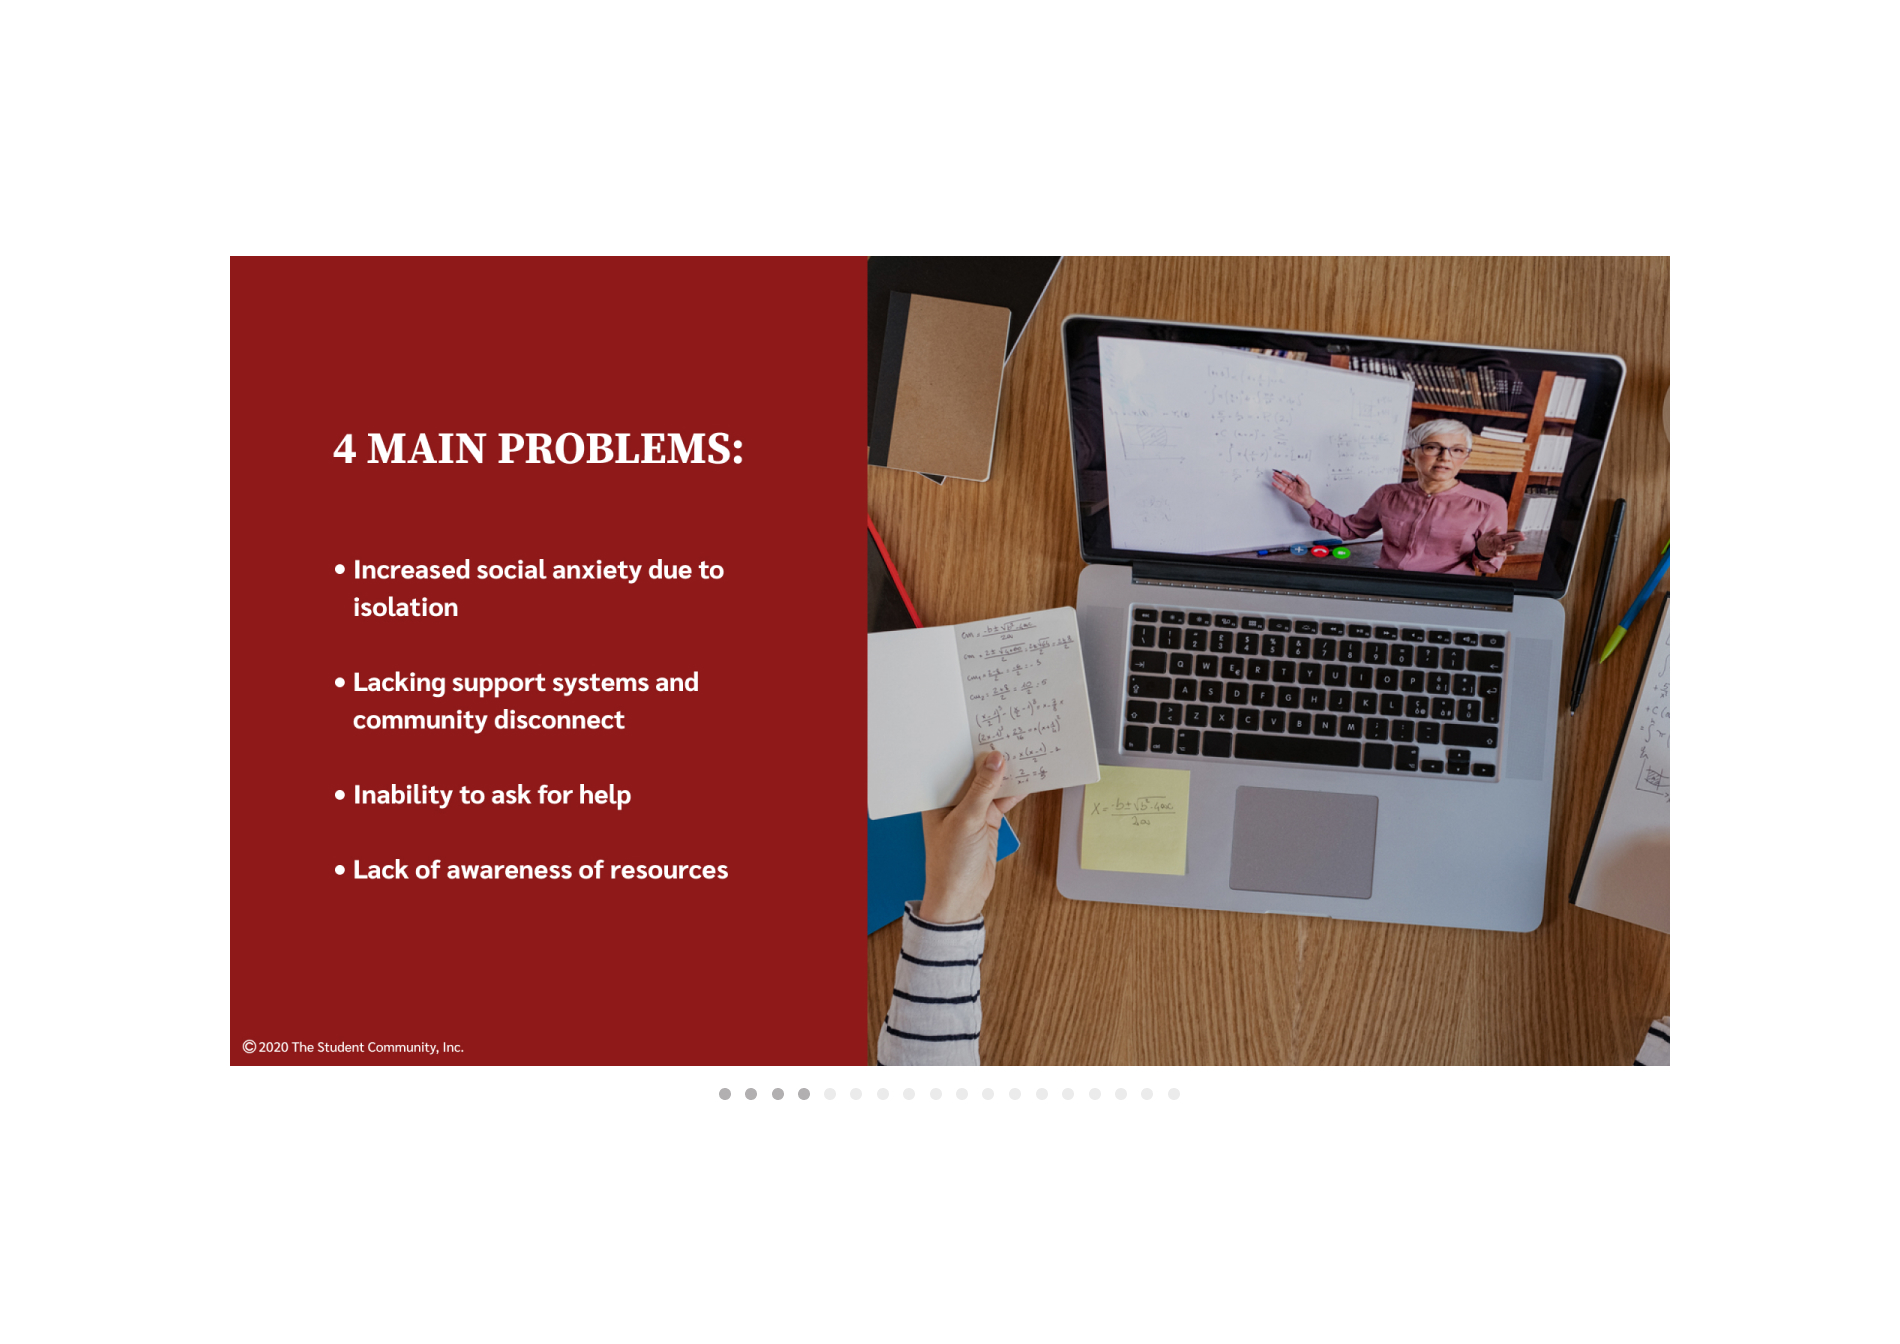 4 MAIN PROBLEMS:
• Increased social anxiety due to
isolation
• Lacking support systems and
community disconnect
• Inability to ask for help
• Lack of awareness of resources
©2020 The Student Community, Inc.